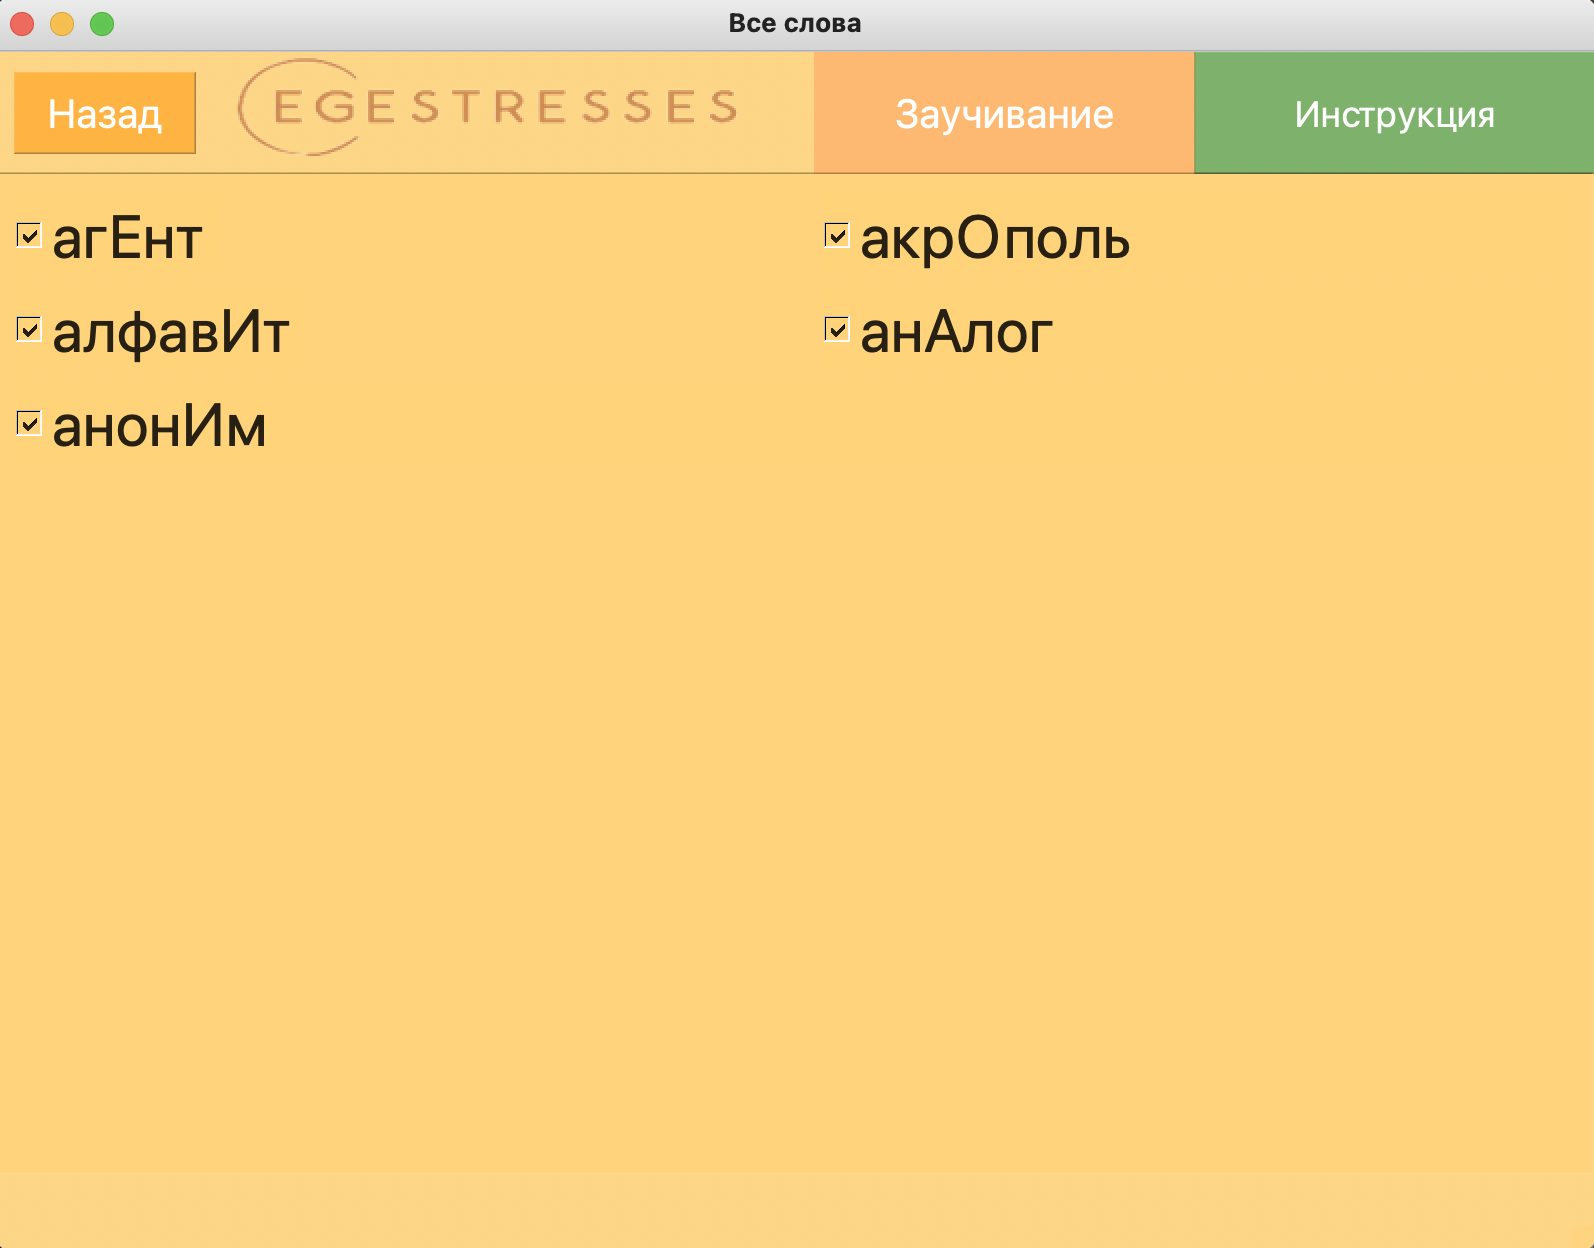 Все слова
Назад
EGESTRESSES
Заучивание
Инструкция
агЕнт
акрОполь
алфавИт
анАлог
анонИм